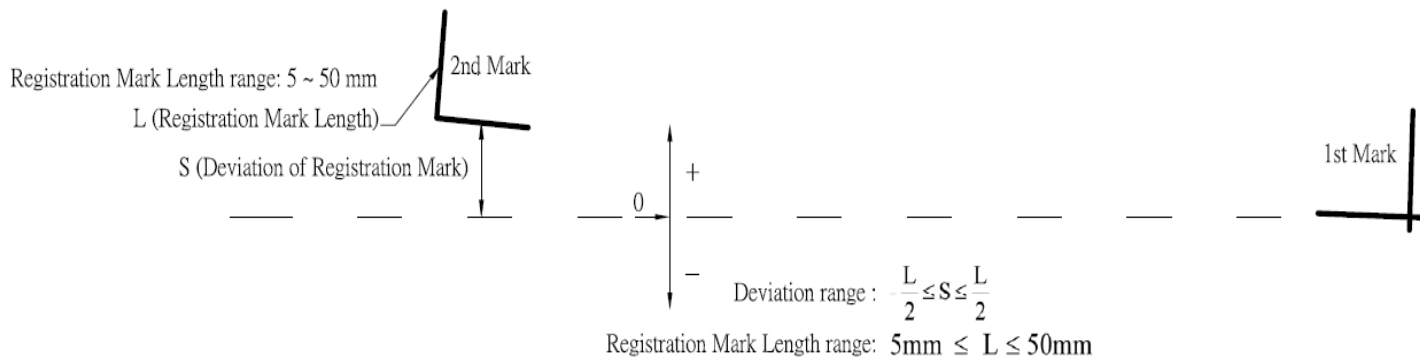 2nd Mark
Registration Mark Length range: 5 ~ 50 mm
L (Registration Mark Length)
S (Deviation of Registration Mark)
1st Mark
+
0
−
Deviation range : -L/2 ≤ S ≤ L/2
Registration Mark Length range: 5mm ≤ L ≤ 50mm